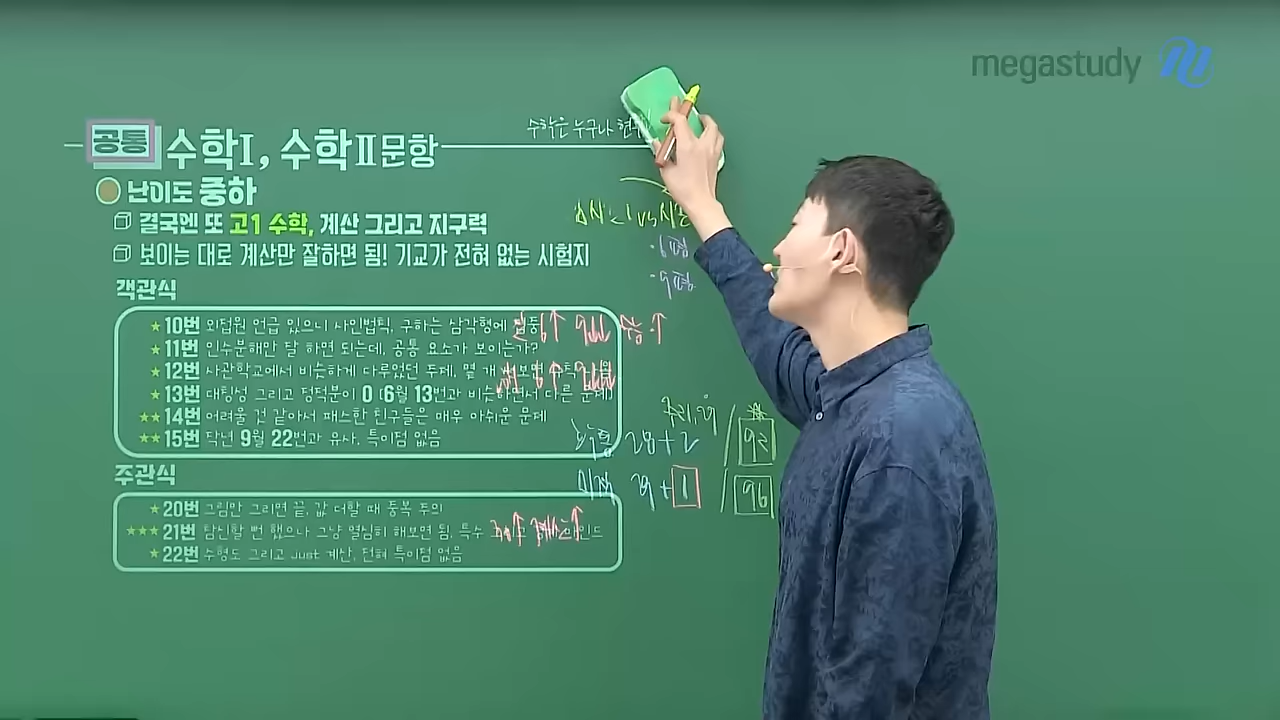 megastudy
수학은 누구나
공통 수학I, 수학II 문항
난이도 중하
결국엔 또 고1 수학, 계산 그리고 지구력
보이는 대로 계산만 잘하면 됨! 기교가 전혀 없는 시험지
객관식
★10번 외접원 언급 있으니 사인법칙, 구하는 삼각형에
★11번 인수분해만 잘 하면 되는데, 공통 요소가 보이는가?
★12번 사관학교에서 비슷하게 다루었던 주제, 몇 개
★13번 대칭성 그리고 정적분이 0 (6월 13번과 비슷하면서 다른 문제)
★★14번 어려울 것 같아서 패스한 친구들은 매우 아쉬운 문제
★★15번 작년 9월 22번과 유사. 특이점 없음
28+2 / 92
29+1 / 96
주관식
★20번 그림만 그리면 끝, 값 더할 때 중복 주의
★★★21번 참신할 뻔 했으나 그냥 열심히 해보면 됨, 특수
★22번 수형도 그리고 Just 계산, 전혀 특이점 없음